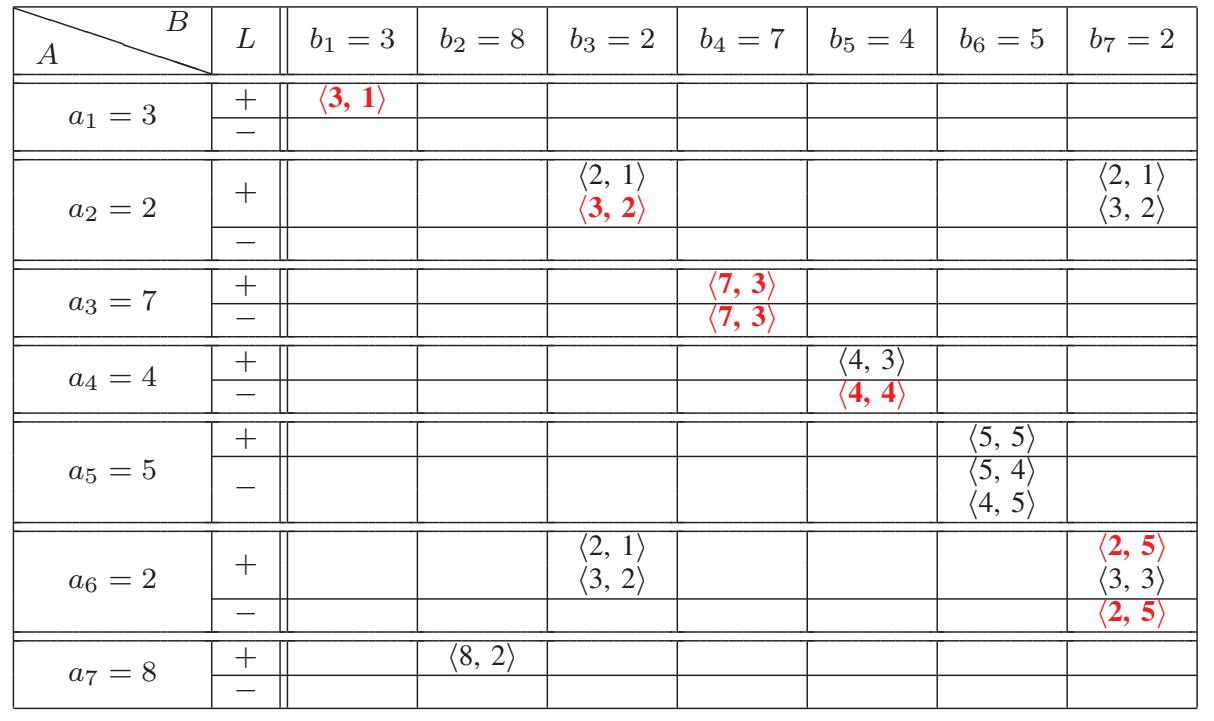 A B L b₁ = 3 b₂ = 8 b₃ = 2 b₄ = 7 b₅ = 4 b₆ = 5 b₇ = 2
a₁ = 3 + ⟨3, 1⟩
−
a₂ = 2 + ⟨2, 1⟩ ⟨2, 1⟩
⟨3, 2⟩ ⟨3, 2⟩
−
a₃ = 7 + ⟨7, 3⟩
− ⟨7, 3⟩
a₄ = 4 + ⟨4, 3⟩
− ⟨4, 4⟩
a₅ = 5 + ⟨5, 5⟩
− ⟨5, 4⟩
⟨4, 5⟩
a₆ = 2 + ⟨2, 1⟩ ⟨2, 5⟩
⟨3, 2⟩ ⟨3, 3⟩
− ⟨2, 5⟩
a₇ = 8 + ⟨8, 2⟩
−